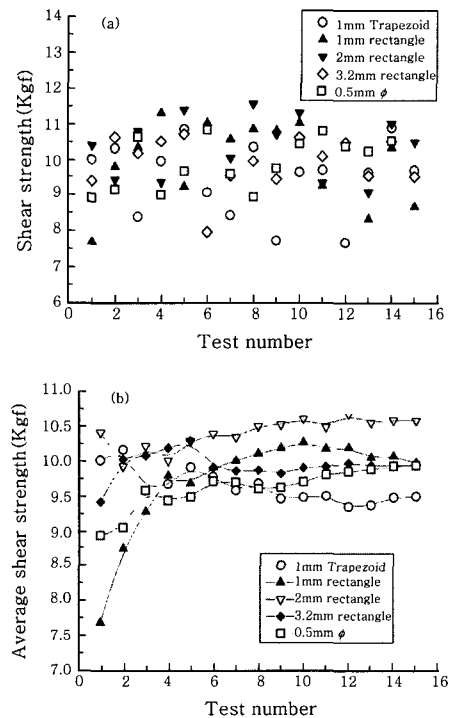 (a)
1mm Trapezoid
1mm rectangle
2mm rectangle
3.2mm rectangle
0.5mm ϕ
Shear strength (Kgf)
14
13
12
11
10
9
8
7
6
0 2 4 6 8 10 12 14 16
Test number
(b)
Average shear strength (Kgf)
11.0
10.5
10.0
9.5
9.0
8.5
8.0
7.5
7.0
1mm Trapezoid
1mm rectangle
2mm rectangle
3.2mm rectangle
0.5mm ϕ
0 2 4 6 8 10 12 14 16
Test number